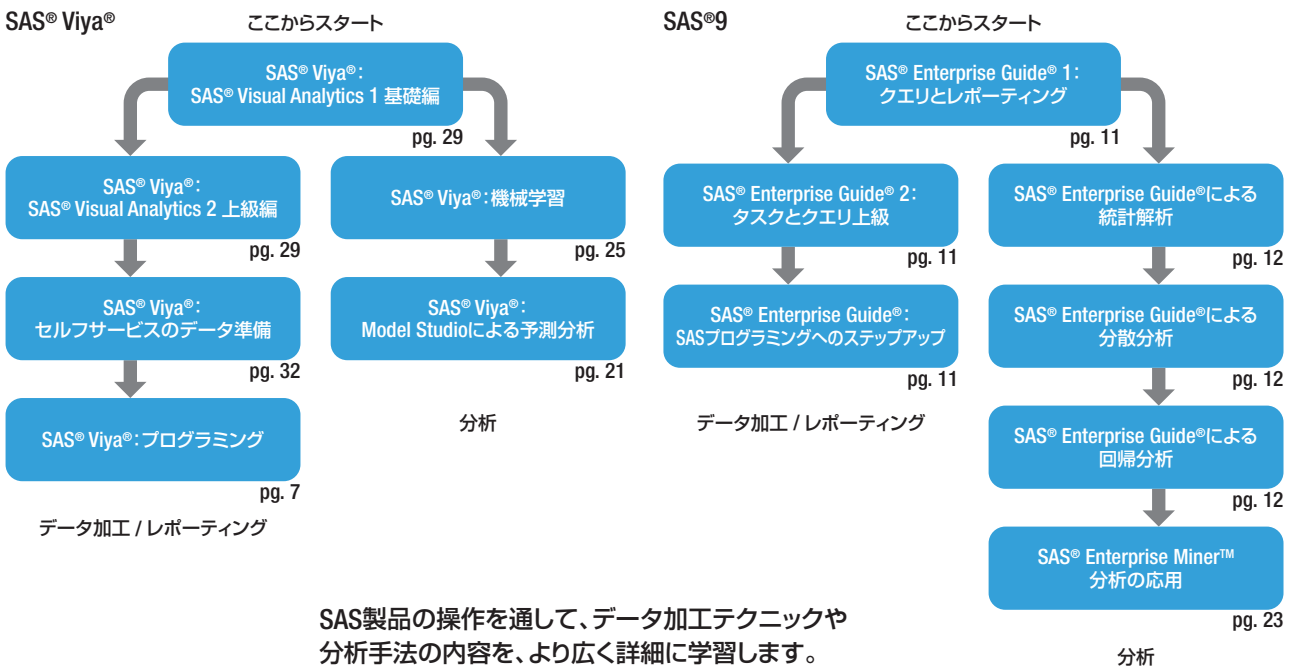 SAS® Viya®
ここからスタート
SAS® Viya®：
SAS® Visual Analytics 1 基礎編
pg. 29
SAS® Viya®：
SAS® Visual Analytics 2 上級編
pg. 29
SAS® Viya®：
セルフサービスのデータ準備
pg. 32
SAS® Viya®：プログラミング
pg. 7
データ加工 / レポーティング
SAS® Viya®：機械学習
pg. 25
SAS® Viya®：
Model Studioによる予測分析
pg. 21
分析
SAS®9
ここからスタート
SAS® Enterprise Guide® 1：
クエリとレポーティング
pg. 11
SAS® Enterprise Guide® 2：
タスクとクエリ上級
pg. 11
SAS® Enterprise Guide®：
SASプログラミングへのステップアップ
pg. 11
データ加工 / レポーティング
SAS® Enterprise Guide®による
統計解析
pg. 12
SAS® Enterprise Guide®による
分散分析
pg. 12
SAS® Enterprise Guide®による
回帰分析
pg. 12
SAS® Enterprise Miner™
分析の応用
pg. 23
分析
SAS製品の操作を通して、データ加工テクニックや
分析手法の内容を、より広く詳細に学習します。